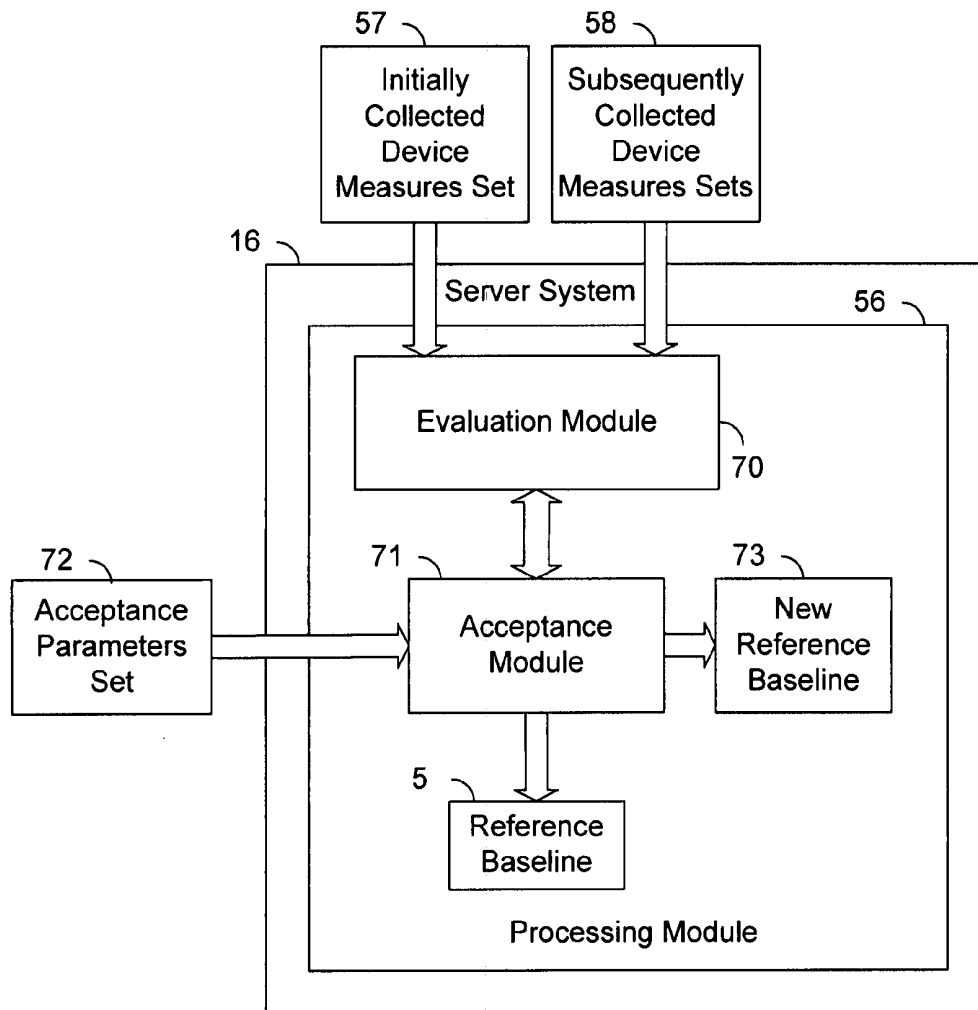 57
58
Initially
Collected
Device
Measures Set
Subsequently
Collected
Device
Measures Sets
16
Server System
56
Evaluation Module
70
72
71
73
Acceptance
Parameters
Set
Acceptance
Module
New
Reference
Baseline
5
Reference
Baseline
Processing Module